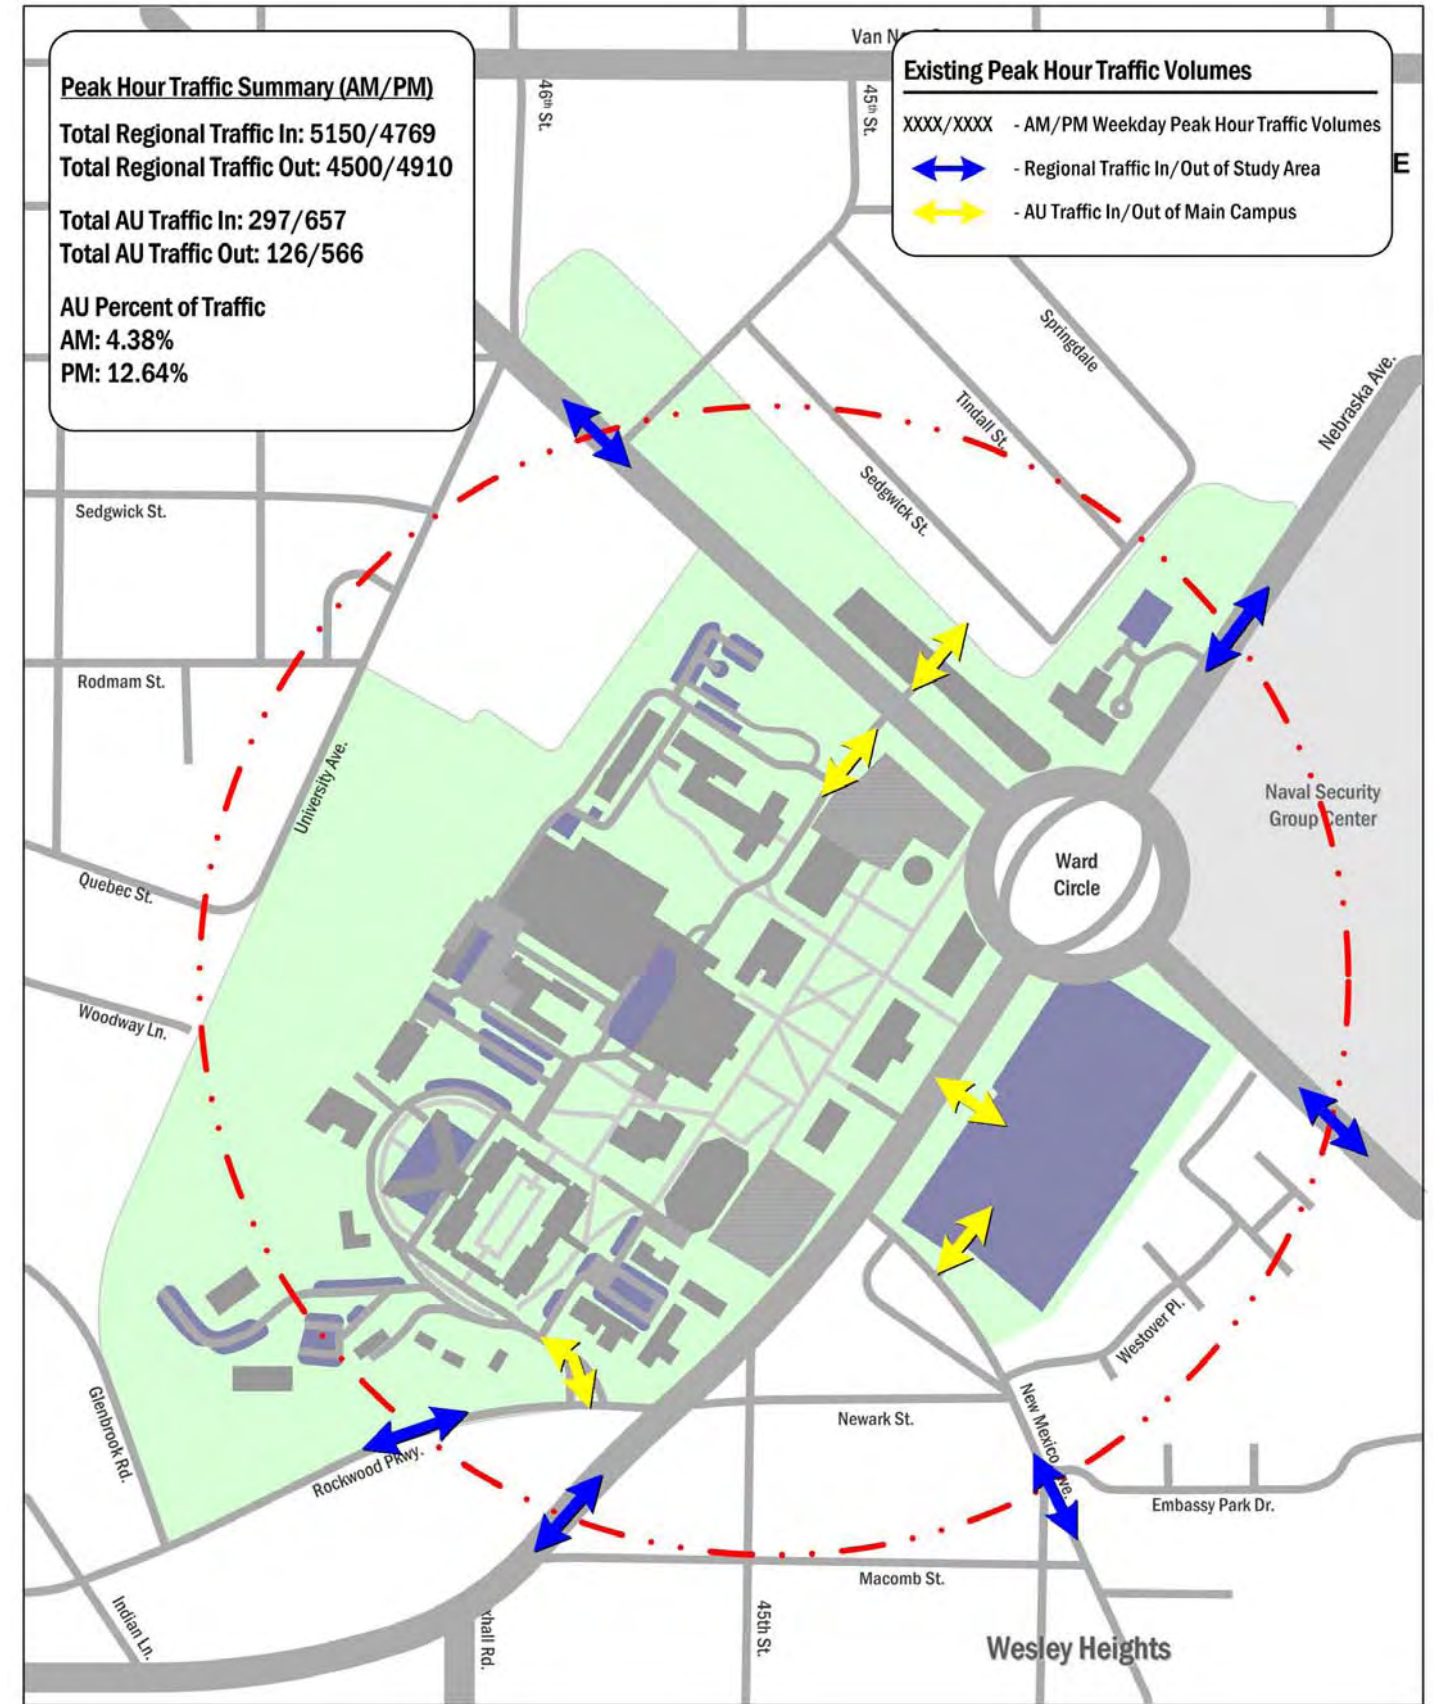 Peak Hour Traffic Summary (AM/PM)
Total Regional Traffic In: 5150/4769
Total Regional Traffic Out: 4500/4910
Total AU Traffic In: 297/657
Total AU Traffic Out: 126/566
AU Percent of Traffic
AM: 4.38%
PM: 12.64%
Van N
Existing Peak Hour Traffic Volumes
XXXX/XXXX - AM/PM Weekday Peak Hour Traffic Volumes
- Regional Traffic In/Out of Study Area
- AU Traffic In/Out of Main Campus
E
46th St.
45th St.
Springdale
Tindall St.
Nebraska Ave.
Sedgwick St.
Sedgwick St.
Rodmam St.
University Ave.
Naval Security
Group Center
Ward
Circle
Quebec St.
Woodway Ln.
Westover Pl.
Glenbrook Rd.
Rockwood Pkwy.
Newark St.
New Mexico Ave.
Embassy Park Dr.
Macomb St.
Indian Ln.
xhall Rd.
45th St.
Wesley Heights